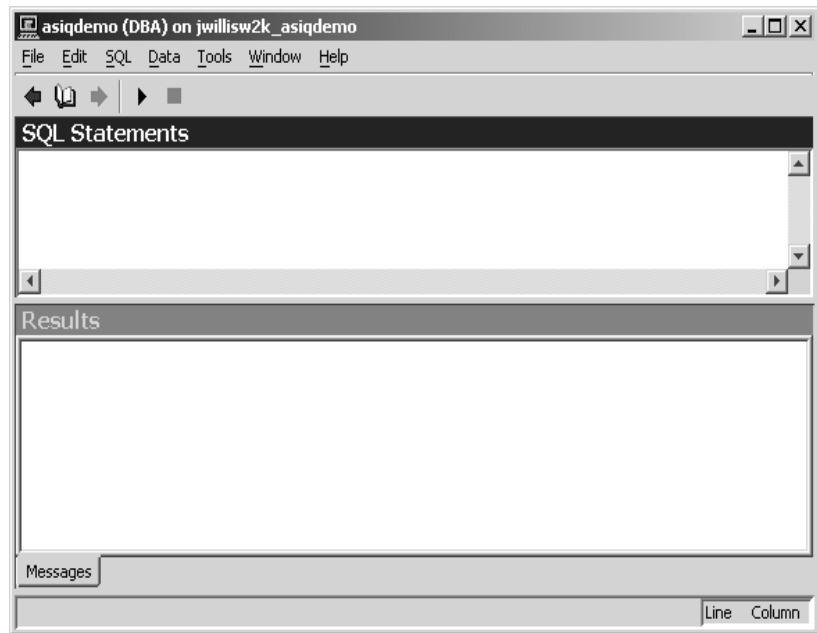 asiqdemo (DBA) on jwillisw2k_asiqdemo
File Edit SQL Data Tools Window Help
SQL Statements
Results
Messages
Line Column